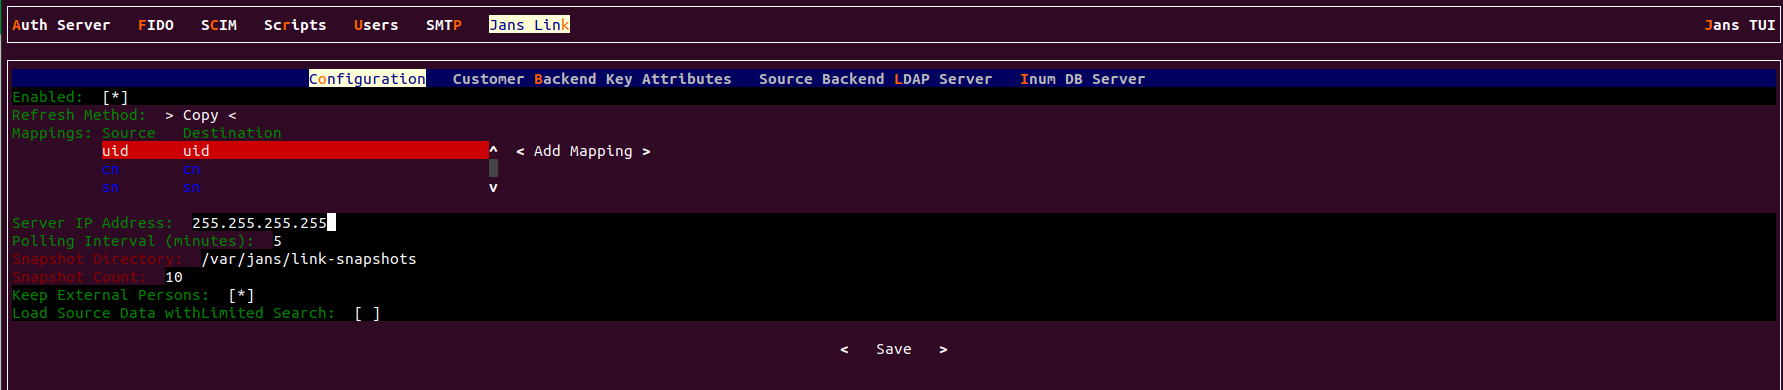 Auth Server FIDO SCIM Scripts Users SMTP Jans Link Jans TUI
Configuration Customer Backend Key Attributes Source Backend LDAP Server Inum DB Server
Enabled: [*]
Refresh Method: > Copy <
Mappings: Source Destination
uid uid ^ < Add Mapping >
cn cn
sn sn v
Server IP Address: 255.255.255.255
Polling Interval (minutes): 5
Snapshot Directory: /var/jans/link-snapshots
Snapshot Count: 10
Keep External Persons: [*]
Load Source Data withLimited Search: [ ]
< Save >